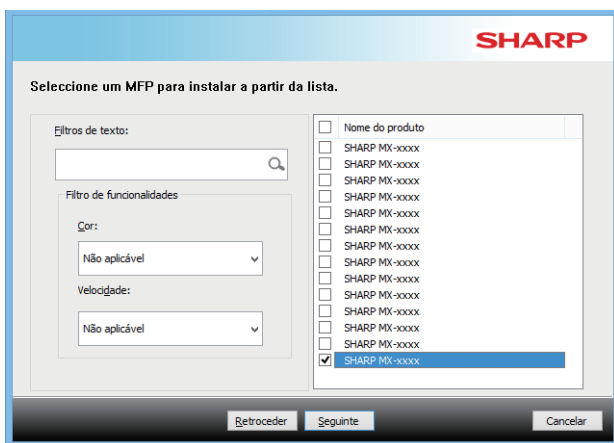 SHARP
Seleccione um MFP para instalar a partir da lista.
Filtros de texto:
Filtro de funcionalidades
Cor:
Não aplicável
Velocidade:
Não aplicável
Nome do produto
SHARP MX-xxxx
SHARP MX-xxxx
SHARP MX-xxxx
SHARP MX-xxxx
SHARP MX-xxxx
SHARP MX-xxxx
SHARP MX-xxxx
SHARP MX-xxxx
SHARP MX-xxxx
SHARP MX-xxxx
SHARP MX-xxxx
SHARP MX-xxxx
SHARP MX-xxxx
SHARP MX-xxxx
Retroceder
Seguinte
Cancelar